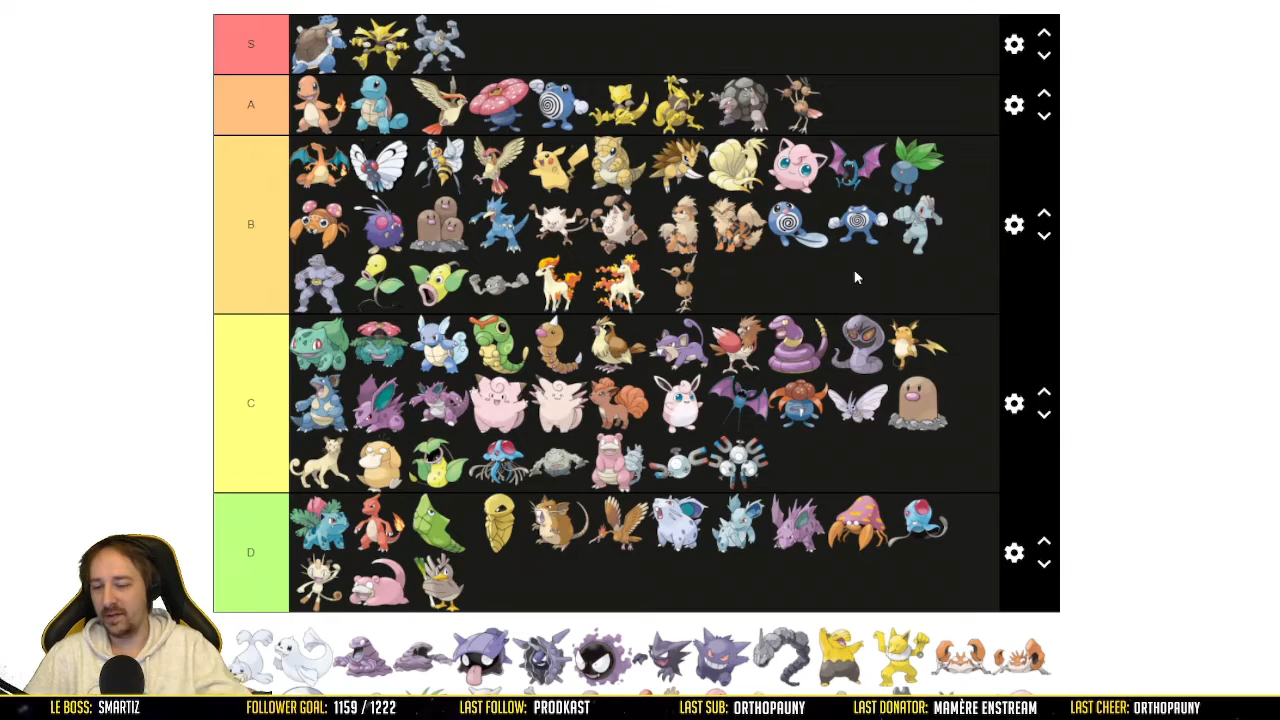 S
A
B
C
D
LE BOSS: SMARTIZ FOLLOWER GOAL: 1159 / 1222 LAST FOLLOW: PRODKAST LAST SUB: ORTHOPAUNY LAST DONATOR: MAMÈRE ENSTREAM LAST CHEER: ORTHOPAUNY